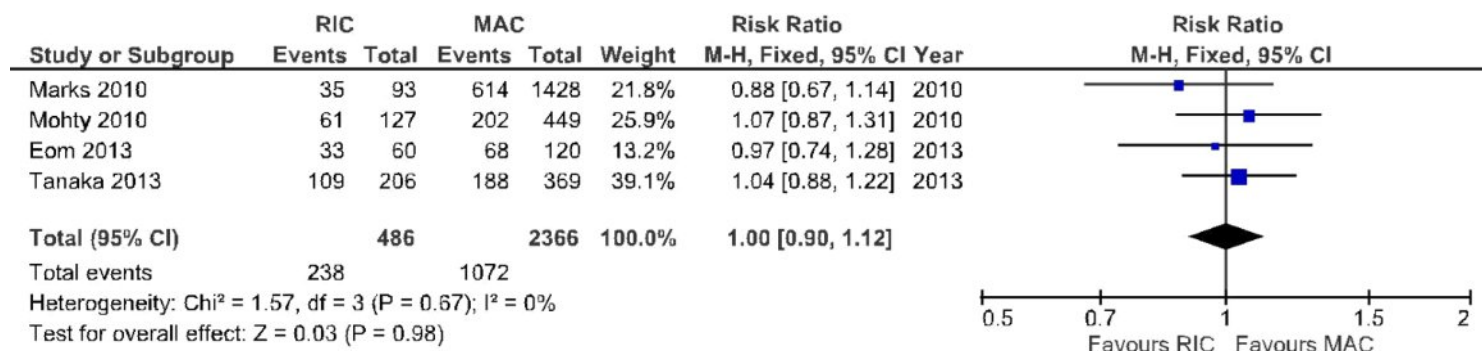 RIC MAC Risk Ratio Risk Ratio
Study or Subgroup Events Total Events Total Weight M-H, Fixed, 95% CI Year M-H, Fixed, 95% CI
Marks 2010 35 93 614 1428 21.8% 0.88 [0.67, 1.14] 2010
Mohty 2010 61 127 202 449 25.9% 1.07 [0.87, 1.31] 2010
Eom 2013 33 60 68 120 13.2% 0.97 [0.74, 1.28] 2013
Tanaka 2013 109 206 188 369 39.1% 1.04 [0.88, 1.22] 2013
Total (95% CI) 486 2366 100.0% 1.00 [0.90, 1.12]
Total events 238 1072
Heterogeneity: Chi² = 1.57, df = 3 (P = 0.67); I² = 0%
Test for overall effect: Z = 0.03 (P = 0.98)
0.5 0.7 1 1.5 2
Favours RIC Favours MAC